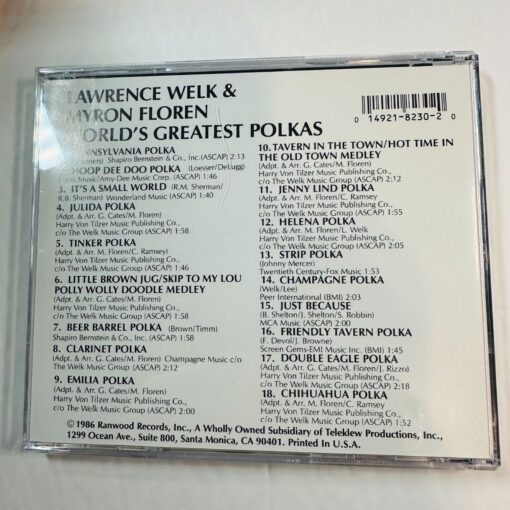 LAWRENCE WELK &
MYRON FLOREN
WORLD'S GREATEST POLKAS
0 14921-8230-2 0
PENNSYLVANIA POLKA
Shapiro Bernstein & Co., Inc.(ASCAP) 2:13
WHOOP DEE DOO POLKA (Loesser/DeLugg)
Music/Amy-Dee Music Corp. (ASCAP) 1:46
3. IT'S A SMALL WORLD (R.M. Sherman/
R.B. Sherman) Wonderland Music (ASCAP) 1:40
4. JULIDA POLKA
(Adpt. & Arr. G. Cates/M. Floren)
Harry Von Tilzer Music Publishing Co.,
c/o The Welk Music Group (ASCAP) 1:58
5. TINKER POLKA
(Adpt. & Arr. M. Floren/C. Ramsey)
Harry Von Tilzer Music Publishing Co.,
c/o The Welk Music Group (ASCAP) 1:52
6. LITTLE BROWN JUG/SKIP TO MY LOU
POLLY WOLLY DOODLE MEDLEY
(Adpt. & Arr. G. Cates/M. Floren)
Harry Von Tilzer Music Publishing Co.,
c/o The Welk Music Group (ASCAP) 1:58
7. BEER BARREL POLKA (Brown/Timm)
Shapiro Bernstein & Co., Inc. (ASCAP) 1:58
8. CLARINET POLKA
(Adpt. & Arr. G. Cates) Champagne Music c/o
The Welk Music Group (ASCAP) 1:58
9. EMILIA POLKA
(Adpt. & Arr. G. Cates/M. Floren)
Harry Von Tilzer Music Publishing Co.,
c/o The Welk Music Group (ASCAP) 2:00
10. TAVERN IN THE TOWN/HOT TIME IN
THE OLD TOWN MEDLEY
(Adpt. & Arr. G. Cates/M. Floren)
Harry Von Tilzer Music Publishing Co.,
c/o The Welk Music Group (ASCAP) 2:12
11. JENNY LIND POLKA
(Adpt. & Arr. M. Floren/C. Ramsey
Harry Von Tilzer Music Publishing Co.,
c/o The Welk Music Group (ASCAP) 1:55
12. HELENA POLKA
(Adpt. & Arr. M. Floren/L. Welk
Harry Von Tilzer Music Publishing Co.,
c/o The Welk Music Group (ASCAP) 2:05
13. STRIP POLKA
(Johnny Mercer)
Twentieth Century-Fox Music 1:53
14. CHAMPAGNE POLKA
(Welk/Lee)
Peer International (BMI) 2:03
15. JUST BECAUSE
(B. Shelton/J. Shelton/S. Robbin)
MCA Music (ASCAP) 2:00
16. FRIENDLY TAVERN POLKA
(F. Devol/J. Browne)
Screen Gems-EMI Music Inc. (BMI) 1:45
17. DOUBLE EAGLE POLKA
(Adpt. & Arr. G. Cates/M. Floren/J. Rizzo)
Harry Von Tilzer Music Publishing Co.,
c/o The Welk Music Group (ASCAP) 2:18
18. CHIHUAHUA POLKA
(Adpt. & Arr. M. Floren/C. Ramsey
Harry Von Tilzer Music Publishing Co.,
c/o The Welk Music Group (ASCAP) 1:52
© 1986 Ranwood Records, Inc., A Wholly Owned Subsidiary of Teleklew Productions, Inc.,
1299 Ocean Ave., Suite 800, Santa Monica, CA 90401. Printed In U.S.A.